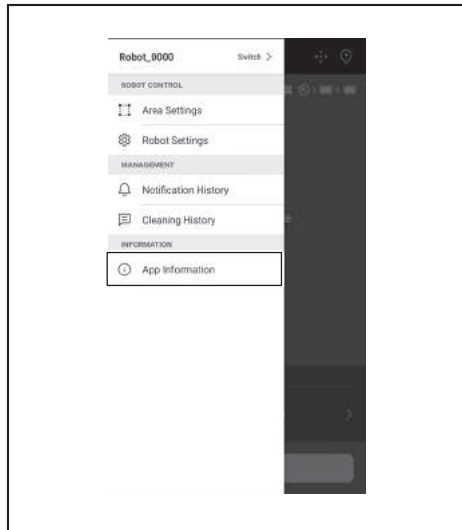 Robot_0000 Switch >
ROBOT CONTROL
Area Settings
Robot Settings
MANAGEMENT
Notification History
Cleaning History
INFORMATION
App Information